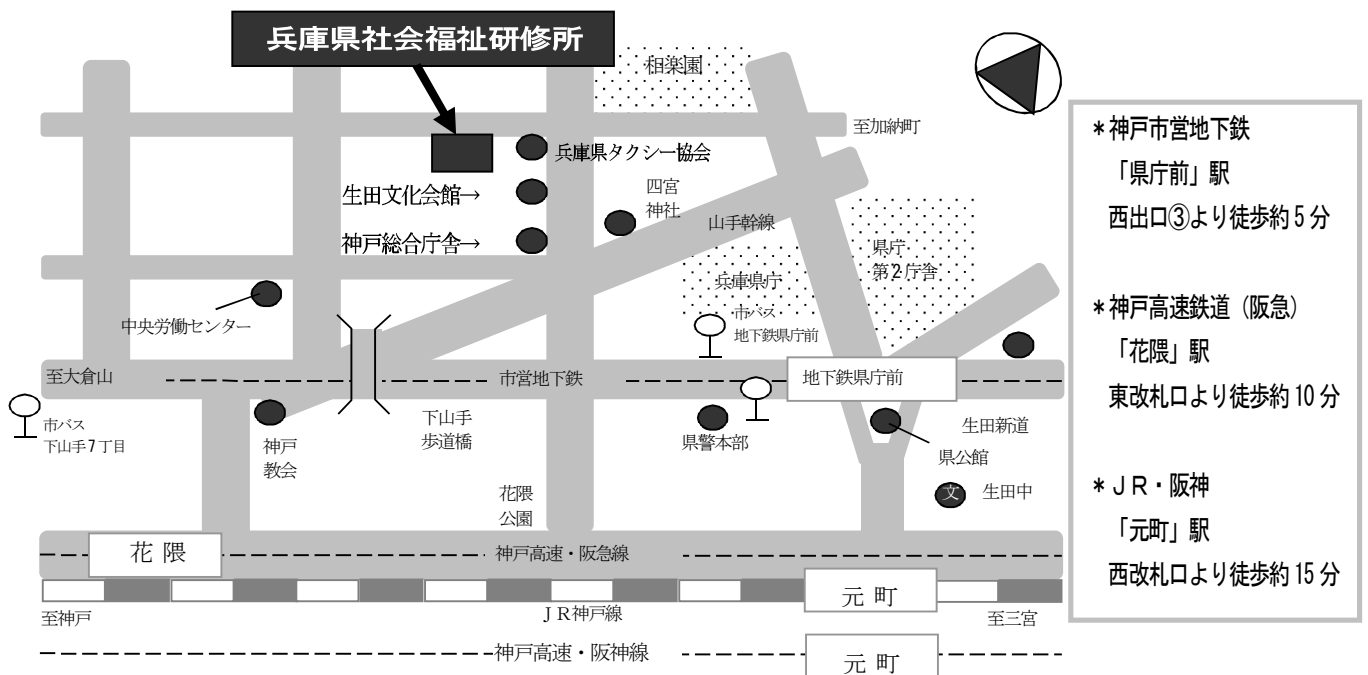 兵庫県社会福祉研修所
相楽園
至加納町
兵庫県タクシー協会
生田文化会館→
四宮
神社
山手幹線
神戸総合庁舎→
県庁
第2庁舎
兵庫県庁
中央労働センター
市バス
地下鉄県庁前
至大倉山
市営地下鉄
地下鉄県庁前
市バス
下山手7丁目
神戸
教会
下山手
歩道橋
県警本部
生田新道
県公館
花隈
公園
文
生田中
花隈
神戸高速・阪急線
元町
至神戸
JR神戸線
至三宮
神戸高速・阪神線
元町
*神戸市営地下鉄
「県庁前」駅
西出口③より徒歩約5分
*神戸高速鉄道(阪急)
「花隈」駅
東改札口より徒歩約10分
*JR・阪神
「元町」駅
西改札口より徒歩約15分